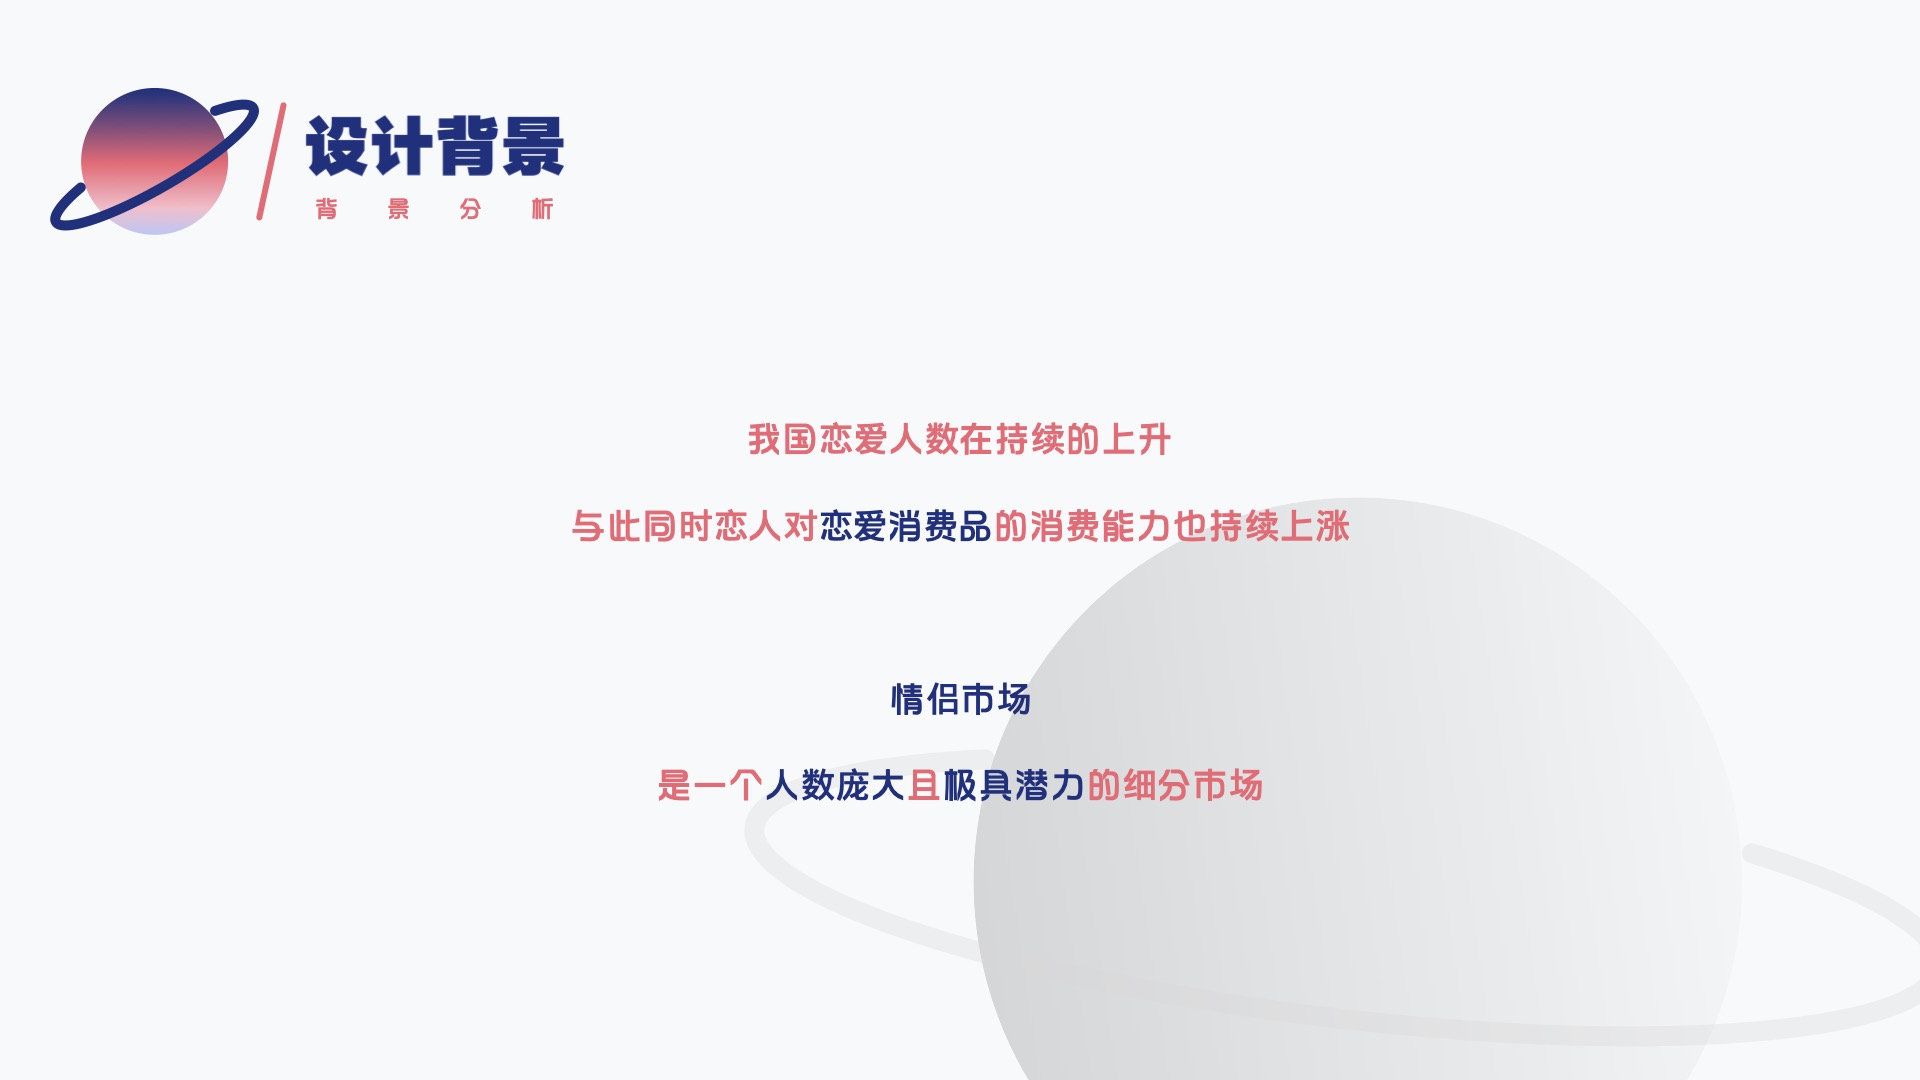 设计背景
背景分析
我国恋爱人数在持续的上升
与此同时恋人对恋爱消费品的消费能力也持续上涨
情侣市场
是一个人数庞大且极具潜力的细分市场